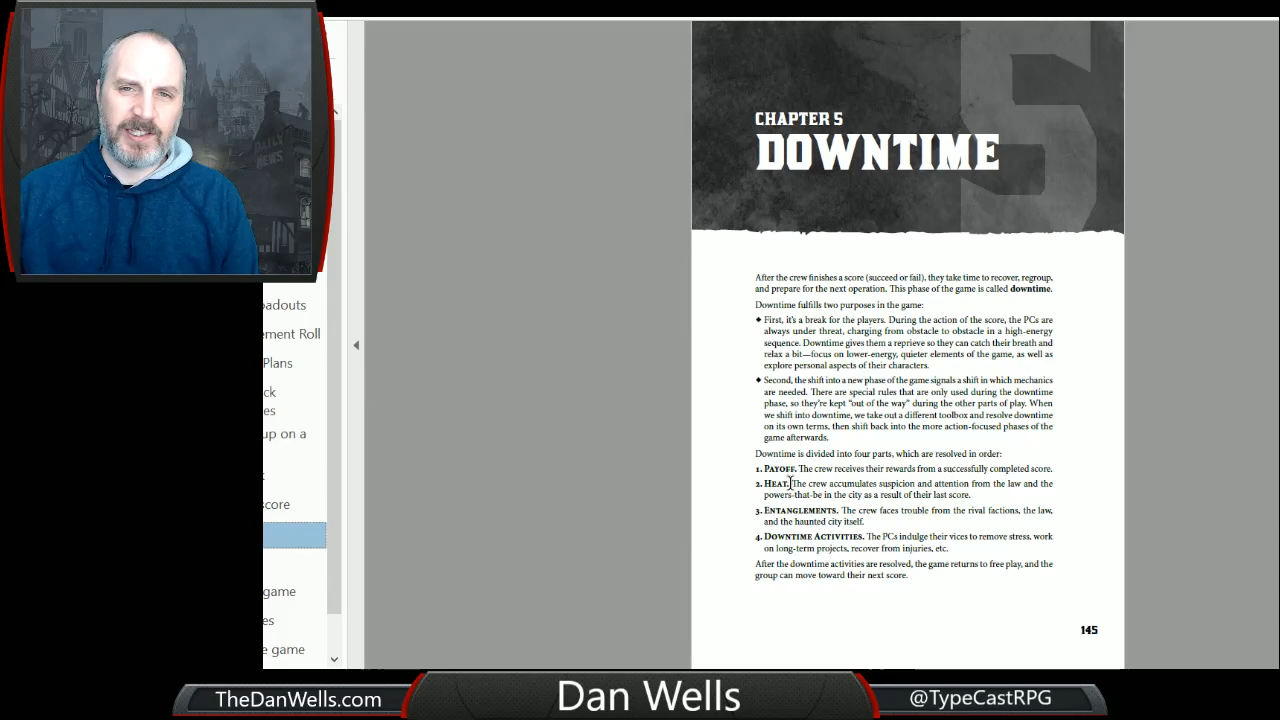 CHAPTER 5
DOWNTIME
After the crew finishes a score (succeed or fail), they take time to recover, regroup,
and prepare for the next operation. This phase of the game is called downtime.
Downtime fulfills two purposes in the game:
◆ First, it's a break for the players. During the action of the score, the PCs are
always under threat, charging from obstacle to obstacle in a high-energy
sequence. Downtime gives them a reprieve so they can catch their breath and
relax a bit—focus on lower-energy, quieter elements of the game, as well as
explore personal aspects of their characters.
◆ Second, the shift into a new phase of the game signals a shift in which mechanics
are needed. There are special rules that are only used during the downtime
phase, so they're kept "out of the way" during the other parts of play. When
we shift into downtime, we take out a different toolbox and resolve downtime
on its own terms, then shift back into the more action-focused phases of the
game afterwards.
Downtime is divided into four parts, which are resolved in order:
1. PAYOFF. The crew receives their rewards from a successfully completed score.
2. HEAT. The crew accumulates suspicion and attention from the law and the
powers-that-be in the city as a result of their last score.
3. ENTANGLEMENTS. The crew faces trouble from the rival factions, the law,
and the haunted city itself.
4. DOWNTIME ACTIVITIES. The PCs indulge their vices to remove stress, work
on long-term projects, recover from injuries, etc.
After the downtime activities are resolved, the game returns to free play, and the
group can move toward their next score.
145
5
DAILY
NEWS
oadouts
ement Roll
Plans
ck
es
up on a
score
game
es
e game
TheDanWells.com
Dan Wells
@TypeCastRPG